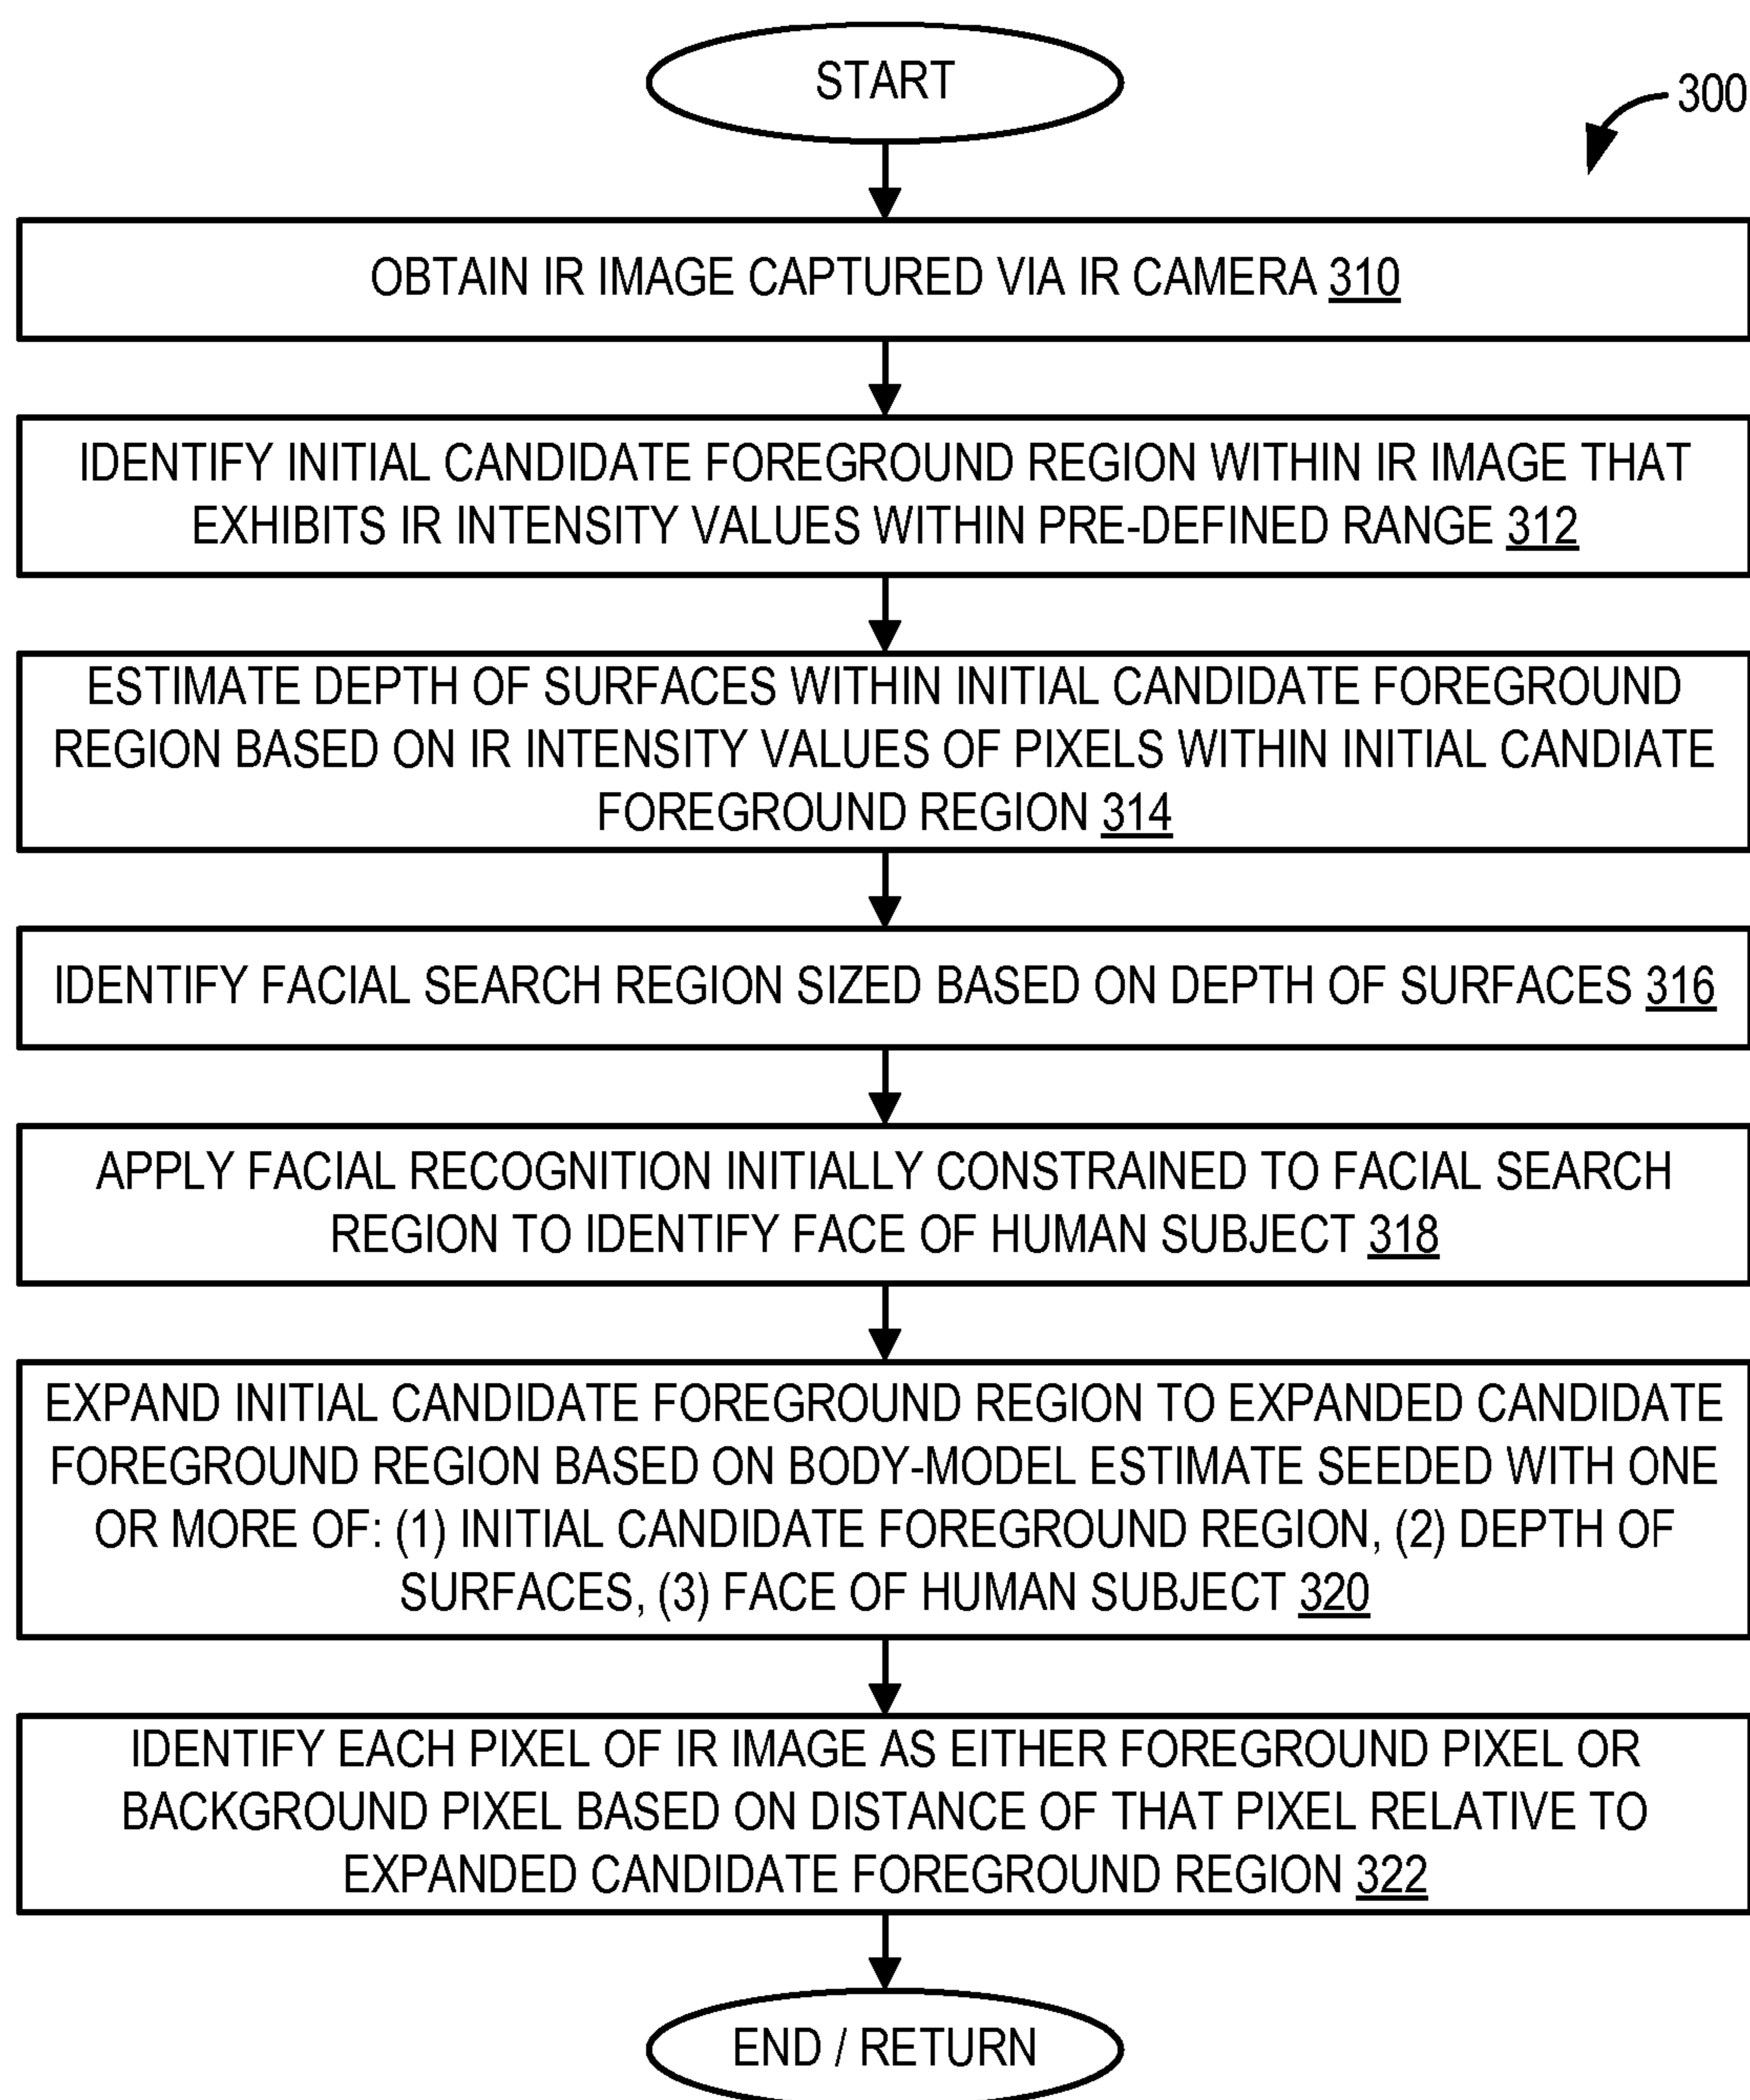 START
300
OBTAIN IR IMAGE CAPTURED VIA IR CAMERA 310
IDENTIFY INITIAL CANDIDATE FOREGROUND REGION WITHIN IR IMAGE THAT
EXHIBITS IR INTENSITY VALUES WITHIN PRE-DEFINED RANGE 312
ESTIMATE DEPTH OF SURFACES WITHIN INITIAL CANDIDATE FOREGROUND
REGION BASED ON IR INTENSITY VALUES OF PIXELS WITHIN INITIAL CANDIATE
FOREGROUND REGION 314
IDENTIFY FACIAL SEARCH REGION SIZED BASED ON DEPTH OF SURFACES 316
APPLY FACIAL RECOGNITION INITIALLY CONSTRAINED TO FACIAL SEARCH
REGION TO IDENTIFY FACE OF HUMAN SUBJECT 318
EXPAND INITIAL CANDIDATE FOREGROUND REGION TO EXPANDED CANDIDATE
FOREGROUND REGION BASED ON BODY-MODEL ESTIMATE SEEDED WITH ONE
OR MORE OF: (1) INITIAL CANDIDATE FOREGROUND REGION, (2) DEPTH OF
SURFACES, (3) FACE OF HUMAN SUBJECT 320
IDENTIFY EACH PIXEL OF IR IMAGE AS EITHER FOREGROUND PIXEL OR
BACKGROUND PIXEL BASED ON DISTANCE OF THAT PIXEL RELATIVE TO
EXPANDED CANDIDATE FOREGROUND REGION 322
END / RETURN